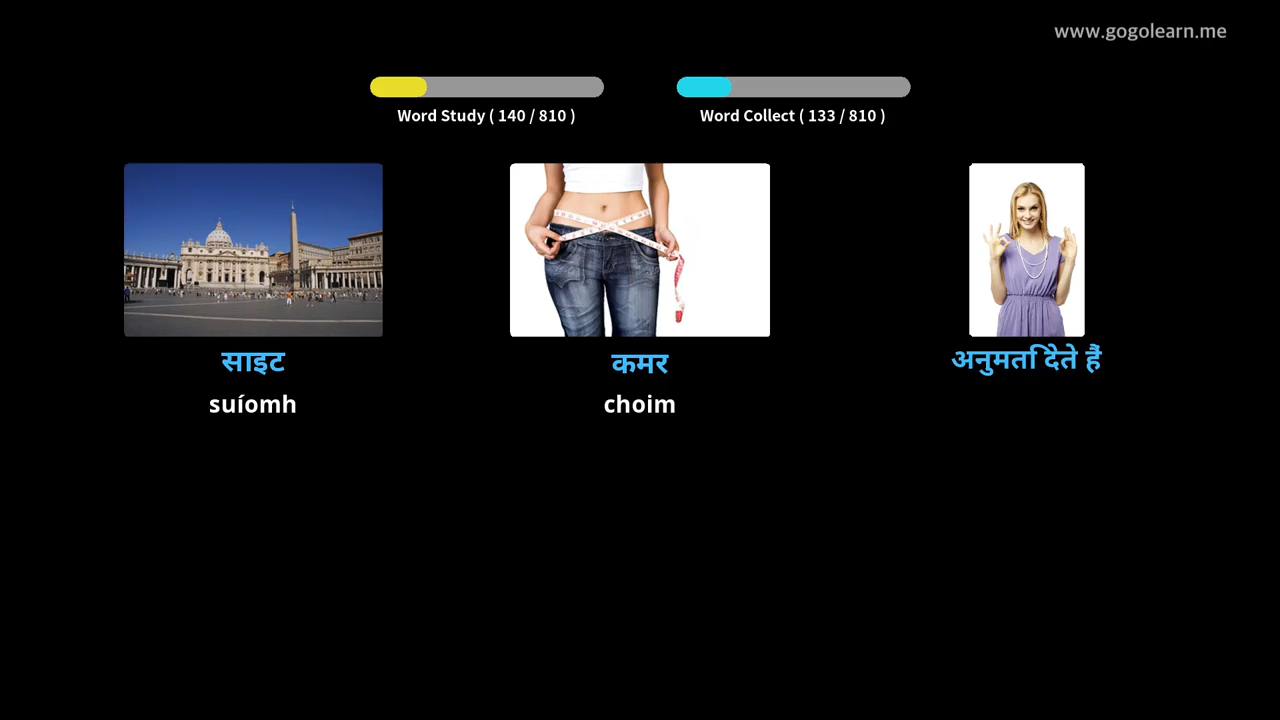 www.gogolearn.me
Word Study ( 140 / 810 )
Word Collect ( 133 / 810 )
साइट
कमर
अनुमति देते हैं
suíomh
choim